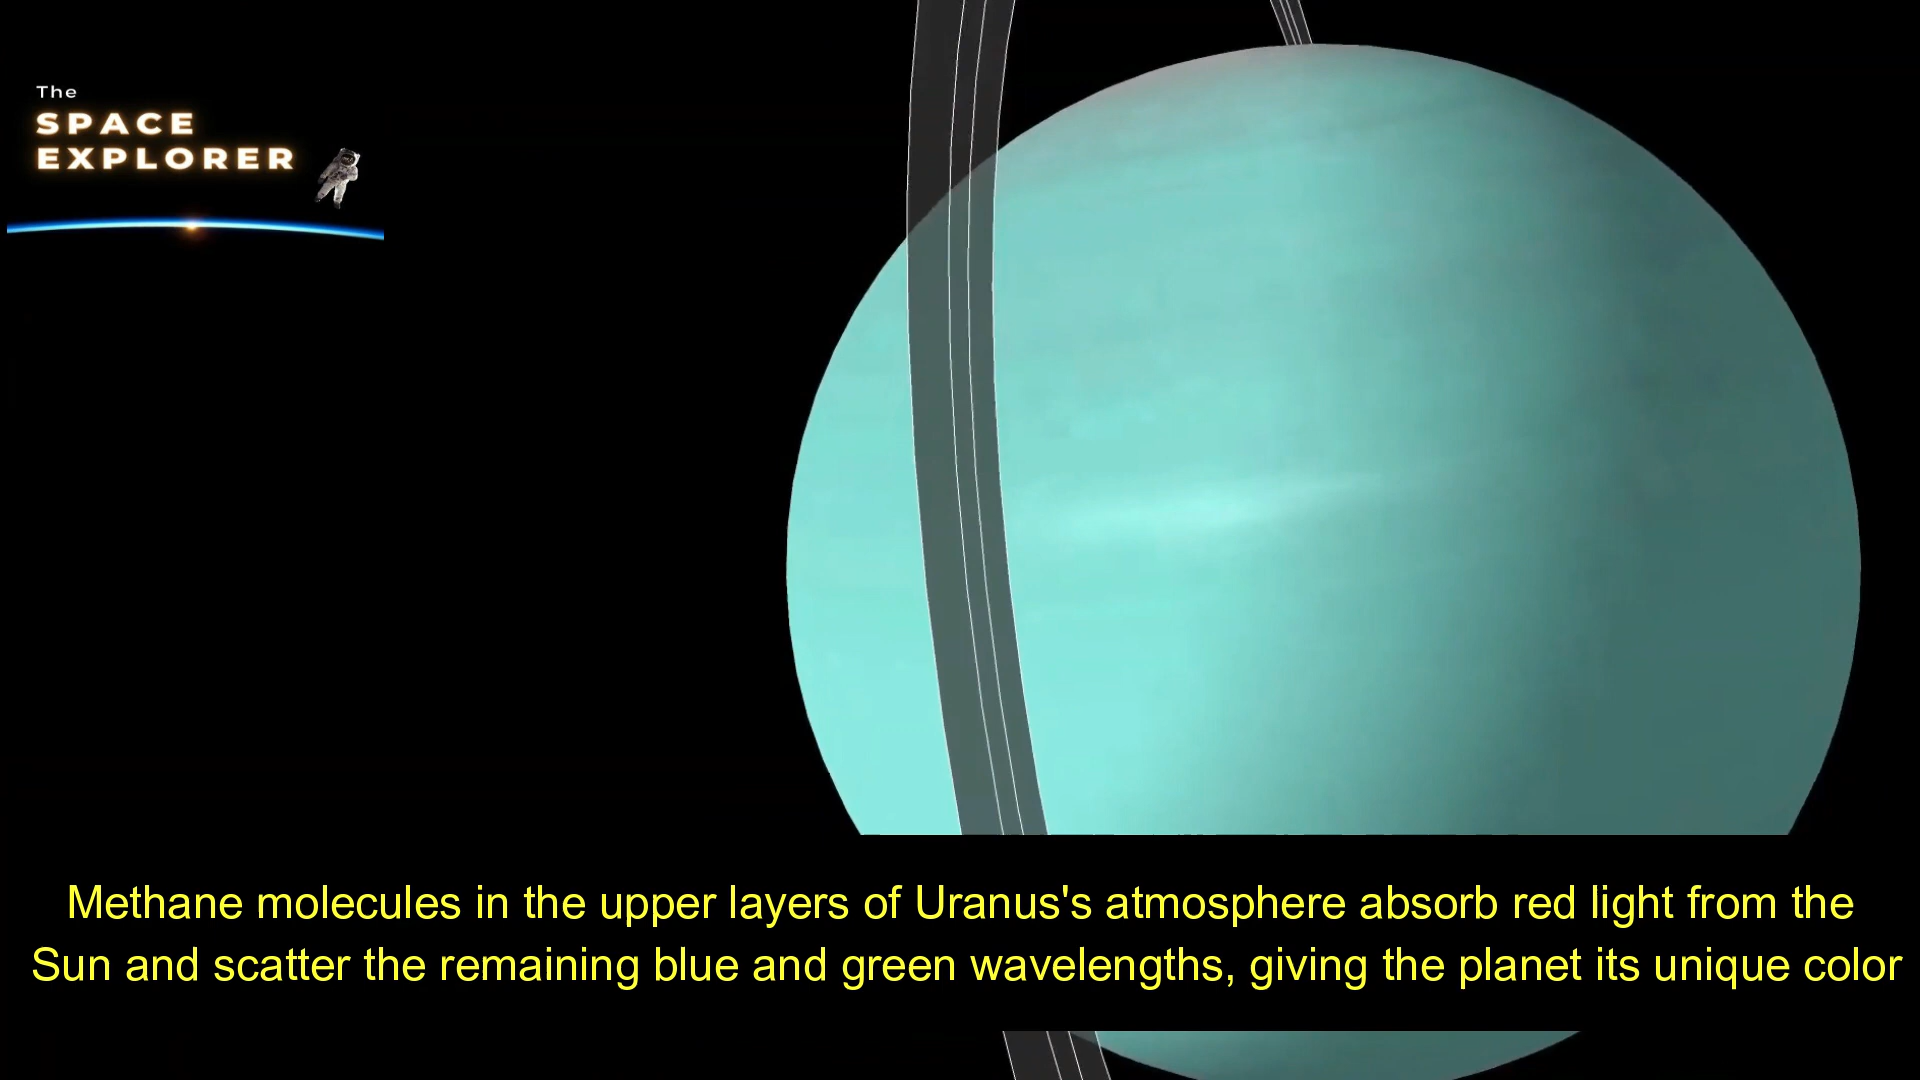 The
SPACE
EXPLORER
Methane molecules in the upper layers of Uranus's atmosphere absorb red light from the
Sun and scatter the remaining blue and green wavelengths, giving the planet its unique color